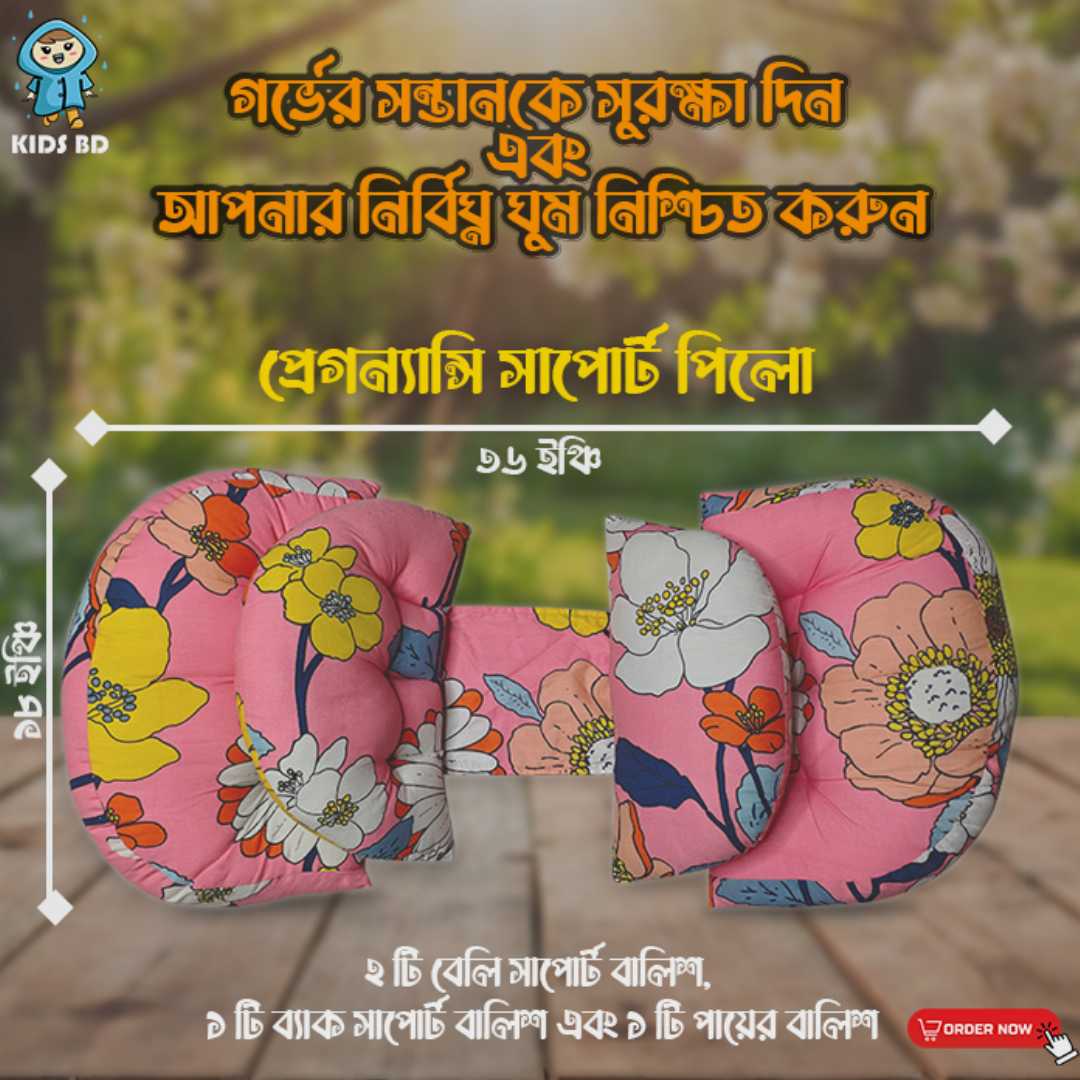 KIDS BD
গর্ভের সন্তানকে সুরক্ষা দিন
এবং
আপনার নির্বিঘ্ন ঘুম নিশ্চিত করুন
প্রেগন্যান্সি সাপোর্ট পিলো
৩৬ ইঞ্চি
১৮ ইঞ্চি
২ টি বেলি সাপোর্ট বালিশ,
১ টি ব্যাক সাপোর্ট বালিশ এবং ১ টি পায়ের বালিশ
ORDER NOW